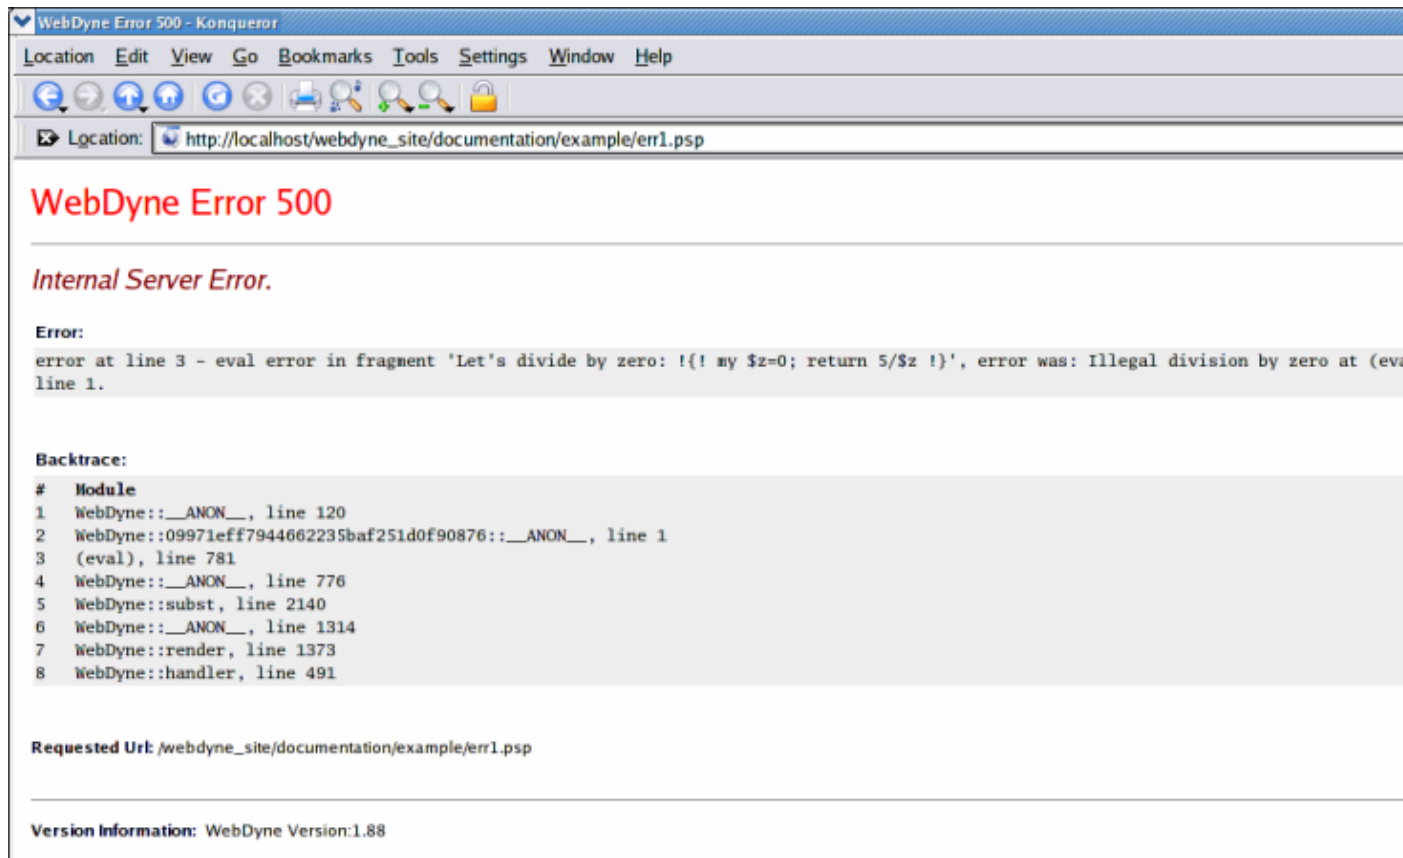 WebDyne Error 500 - Konqueror
Location Edit View Go Bookmarks Tools Settings Window Help
Location: http://localhost/webdyne_site/documentation/example/err1.psp
WebDyne Error 500
Internal Server Error.
Error:
error at line 3 - eval error in fragment 'Let's divide by zero: !{! my $z=0; return 5/$z !}', error was: Illegal division by zero at (eva
line 1.
Backtrace:
# Module
1 WebDyne::__ANON__, line 120
2 WebDyne::09971eff7944662235baf251d0f90876::__ANON__, line 1
3 (eval), line 781
4 WebDyne::__ANON__, line 776
5 WebDyne::subst, line 2140
6 WebDyne::__ANON__, line 1314
7 WebDyne::render, line 1373
8 WebDyne::handler, line 491
Requested Url: /webdyne_site/documentation/example/err1.psp
Version Information: WebDyne Version:1.88